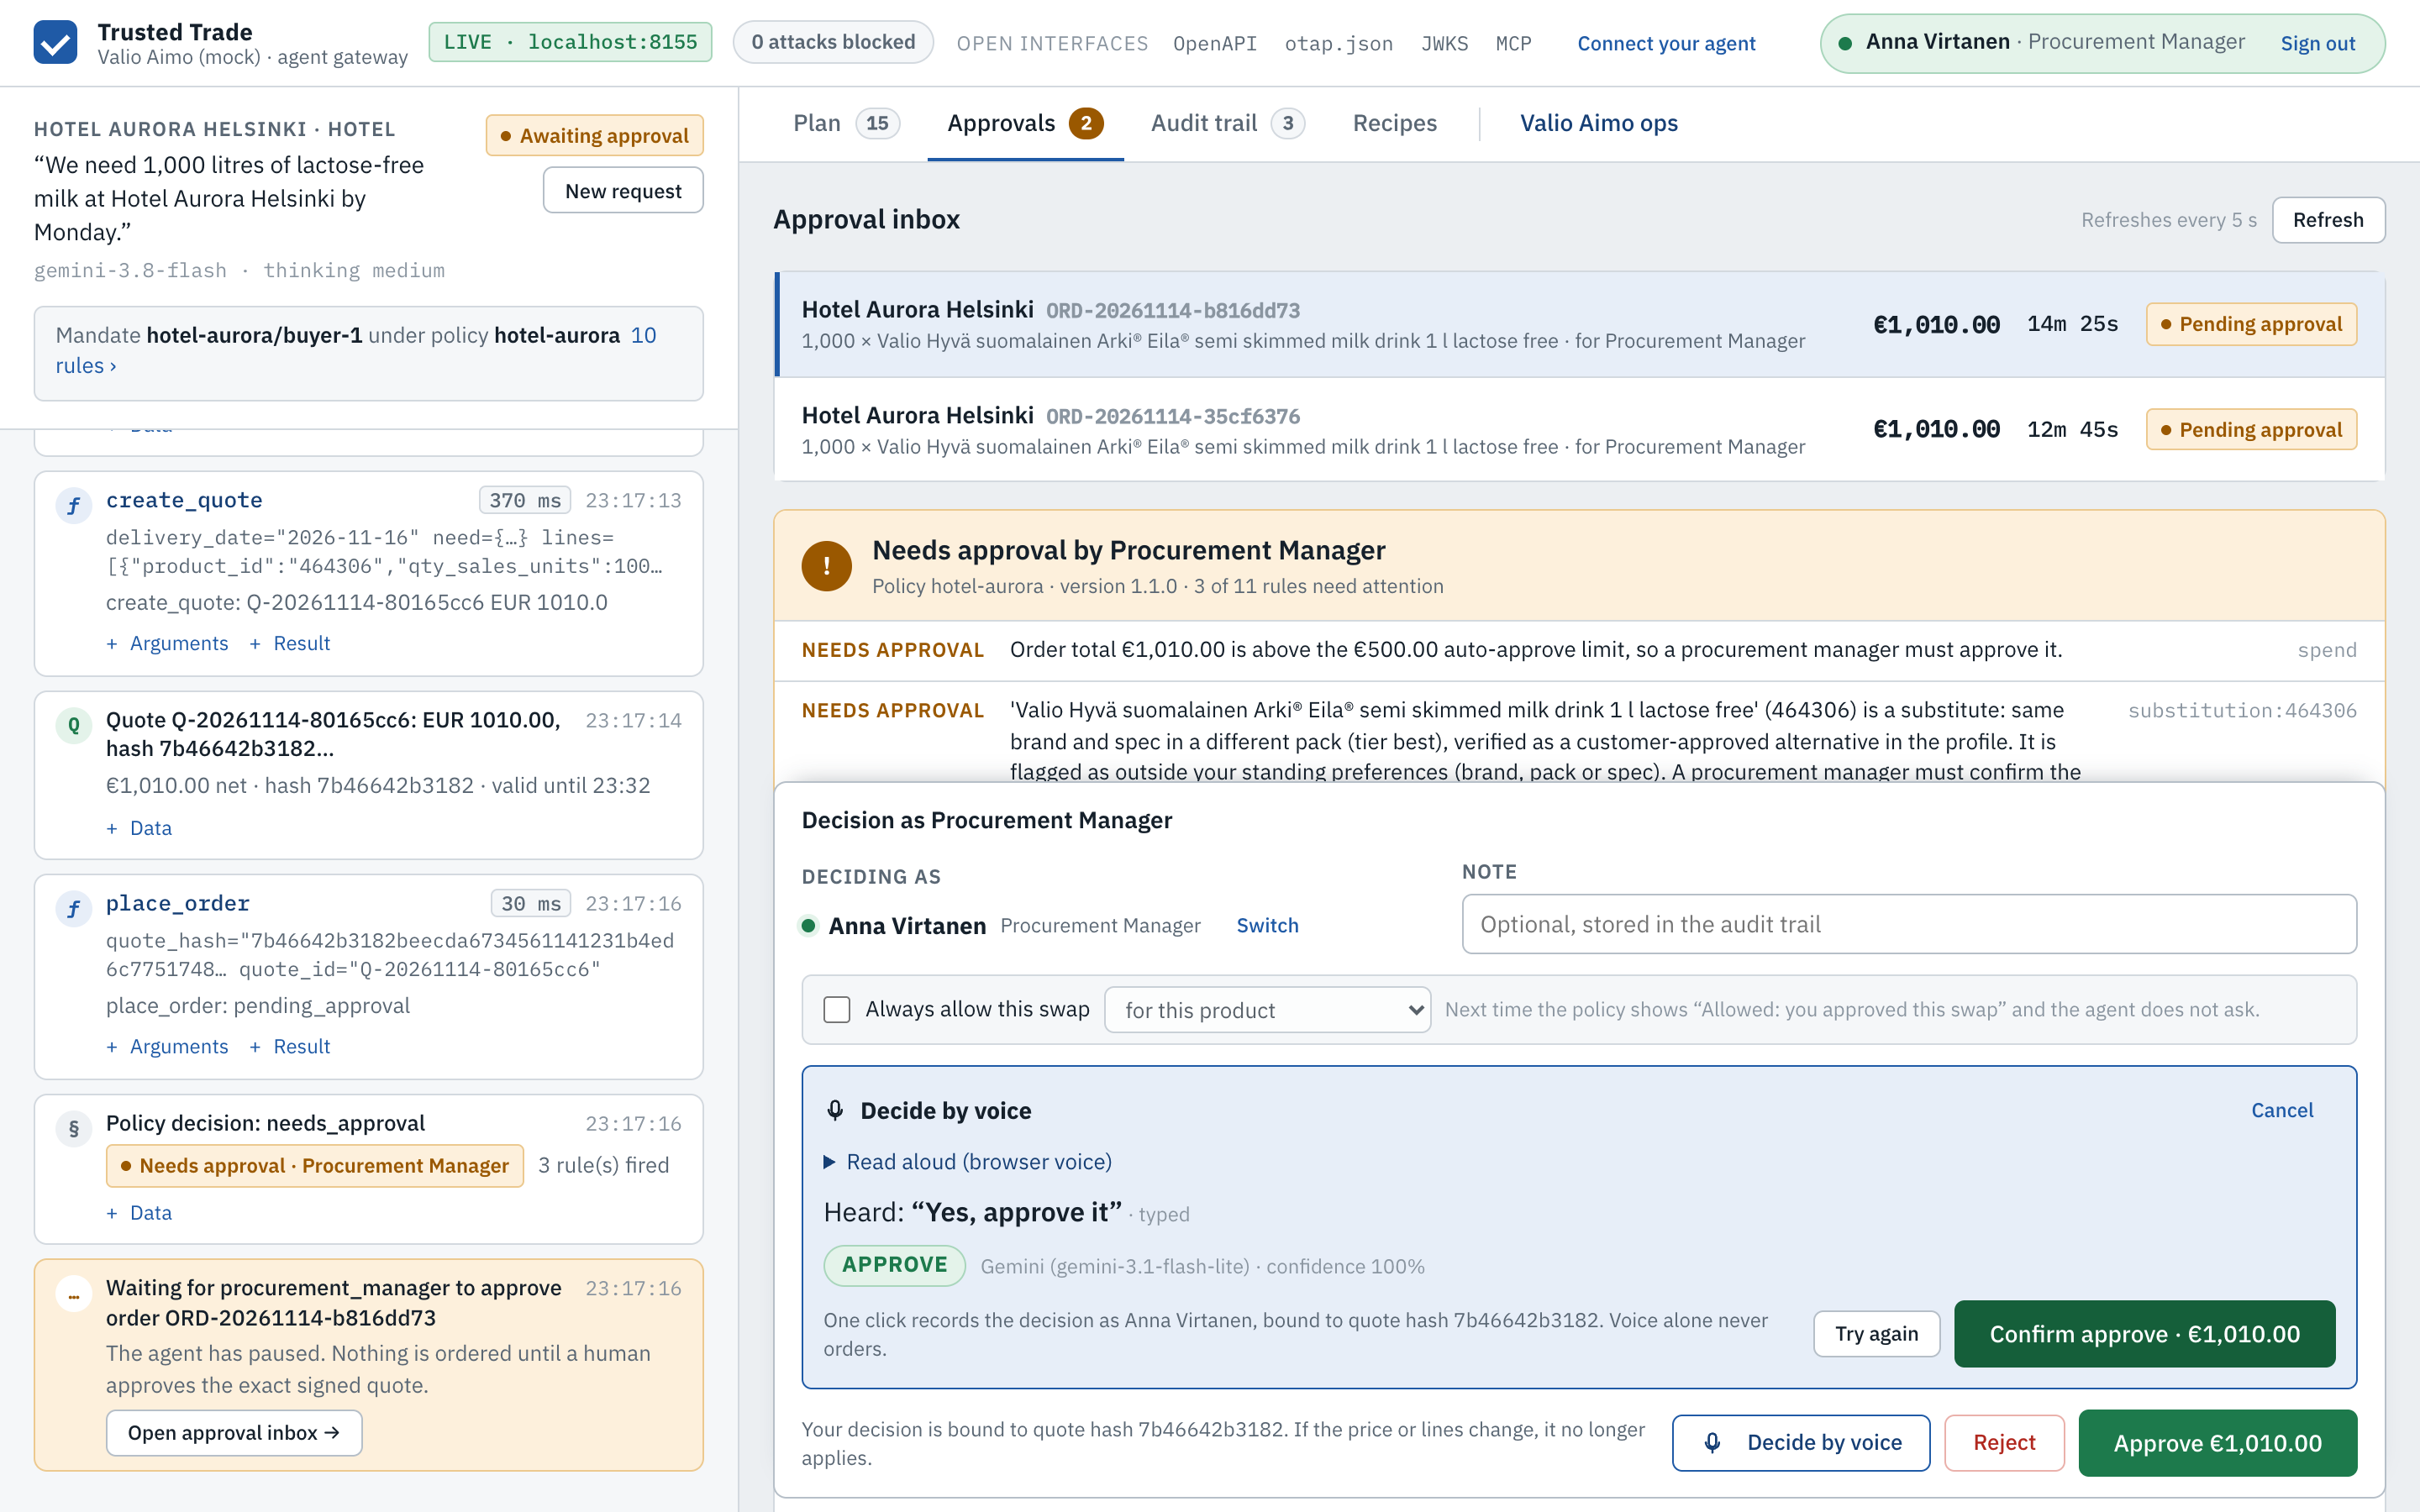 Trusted Trade
Valio Aimo (mock) · agent gateway
LIVE · localhost:8155
0 attacks blocked
OPEN INTERFACES OpenAPI otap.json JWKS MCP
Connect your agent
Anna Virtanen · Procurement Manager Sign out
HOTEL AURORA HELSINKI · HOTEL
Awaiting approval
“We need 1,000 litres of lactose-free
milk at Hotel Aurora Helsinki by
Monday.”
New request
gemini-3.8-flash · thinking medium
Mandate hotel-aurora/buyer-1 under policy hotel-aurora 10
rules ›
create_quote 370 ms 23:17:13
delivery_date="2026-11-16" need={…} lines=
[{"product_id":"464306","qty_sales_units":100…
create_quote: Q-20261114-80165cc6 EUR 1010.0
+ Arguments + Result
Q
Quote Q-20261114-80165cc6: EUR 1010.00, 23:17:14
hash 7b46642b3182…
€1,010.00 net · hash 7b46642b3182 · valid until 23:32
+ Data
place_order 30 ms 23:17:16
quote_hash="7b46642b3182beecda6734561141231b4ed
6c7751748… quote_id="Q-20261114-80165cc6"
place_order: pending_approval
+ Arguments + Result
§
Policy decision: needs_approval 23:17:16
Needs approval · Procurement Manager 3 rule(s) fired
+ Data
Waiting for procurement_manager to approve 23:17:16
order ORD-20261114-b816dd73
The agent has paused. Nothing is ordered until a human
approves the exact signed quote.
Open approval inbox →
Plan 15 Approvals 2 Audit trail 3 Recipes Valio Aimo ops
Approval inbox
Refreshes every 5 s Refresh
Hotel Aurora Helsinki ORD-20261114-b816dd73
1,000 × Valio Hyvä suomalainen Arki® Eila® semi skimmed milk drink 1 l lactose free · for Procurement Manager
€1,010.00 14m 25s Pending approval
Hotel Aurora Helsinki ORD-20261114-35cf6376
1,000 × Valio Hyvä suomalainen Arki® Eila® semi skimmed milk drink 1 l lactose free · for Procurement Manager
€1,010.00 12m 45s Pending approval
!
Needs approval by Procurement Manager
Policy hotel-aurora · version 1.1.0 · 3 of 11 rules need attention
NEEDS APPROVAL Order total €1,010.00 is above the €500.00 auto-approve limit, so a procurement manager must approve it. spend
NEEDS APPROVAL 'Valio Hyvä suomalainen Arki® Eila® semi skimmed milk drink 1 l lactose free' (464306) is a substitute: same substitution:464306
brand and spec in a different pack (tier best), verified as a customer-approved alternative in the profile. It is
flagged as outside your standing preferences (brand, pack or spec). A procurement manager must confirm the
Decision as Procurement Manager
DECIDING AS
Anna Virtanen Procurement Manager Switch
NOTE
Optional, stored in the audit trail
Always allow this swap for this product Next time the policy shows “Allowed: you approved this swap” and the agent does not ask.
Decide by voice Cancel
Read aloud (browser voice)
Heard: “Yes, approve it” · typed
APPROVE Gemini (gemini-3.1-flash-lite) · confidence 100%
One click records the decision as Anna Virtanen, bound to quote hash 7b46642b3182. Voice alone never
orders.
Try again Confirm approve · €1,010.00
Your decision is bound to quote hash 7b46642b3182. If the price or lines change, it no longer
applies.
Decide by voice Reject Approve €1,010.00